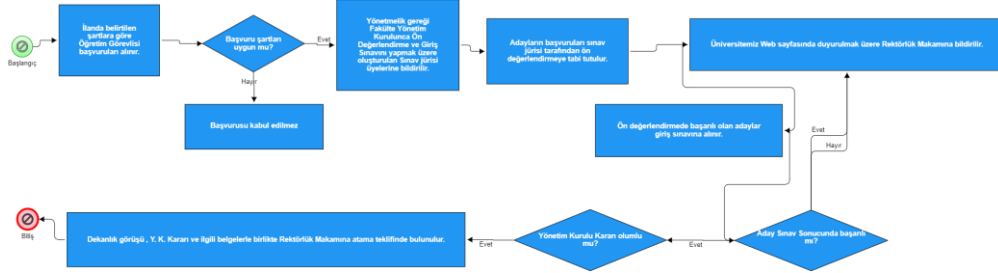 İlanda belirtilen
şartlara göre
Öğretim Görevlisi
başvuruları alınır.
Başlangıç
Başvuru şartları
uygun mu?
Evet
Hayır
Başvurusu kabul edilmez
Yönetmelik gereği
Fakülte Yönetim
Kurulunca Ön
Değerlendirme ve Giriş
Sınavını yapmak üzere
oluşturulan Sınav jürisi
üyelerine bildirilir.
Adayların başvuruları sınav
jürisi tarafından ön
değerlendirmeye tabi tutulur.
Üniversitemiz Web sayfasında duyurulmak üzere Rektörlük Makamına bildirilir.
Ön değerlendirmede başarılı olan adaylar
giriş sınavına alınır.
Evet
Hayır
Aday Sınav Sonucunda başarılı
mı?
Evet
Yönetim Kurulu Kararı olumlu
mu?
Evet
Dekanlık görüşü , Y. K. Kararı ve ilgili belgelerle birlikte Rektörlük Makamına atama teklifinde bulunulur.
Bitiş